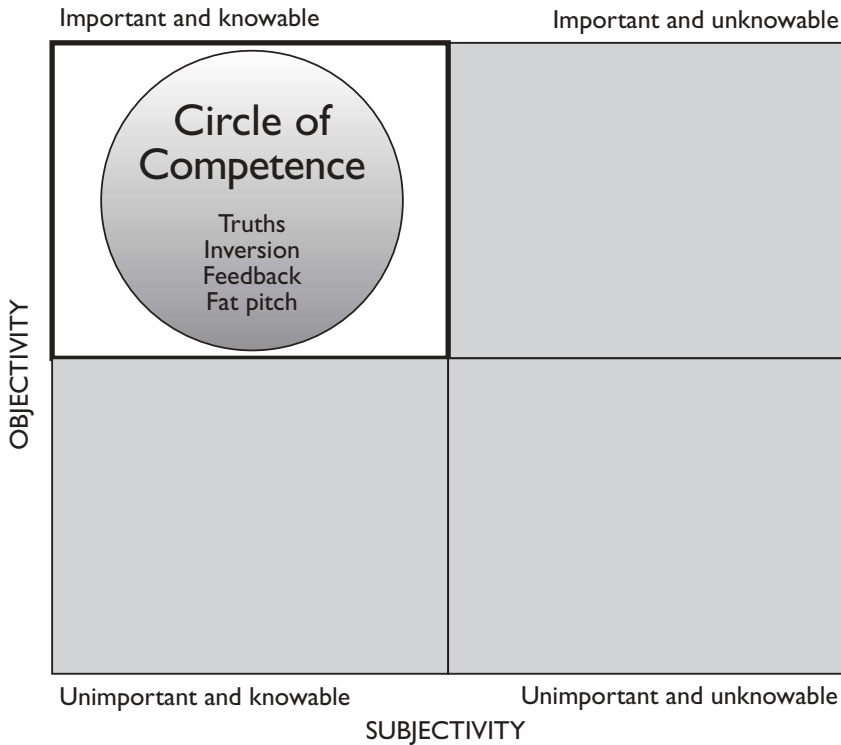 Important and knowable
Important and unknowable
Circle of
Competence
Truths
Inversion
Feedback
Fat pitch
OBJECTIVITY
Unimportant and knowable
Unimportant and unknowable
SUBJECTIVITY